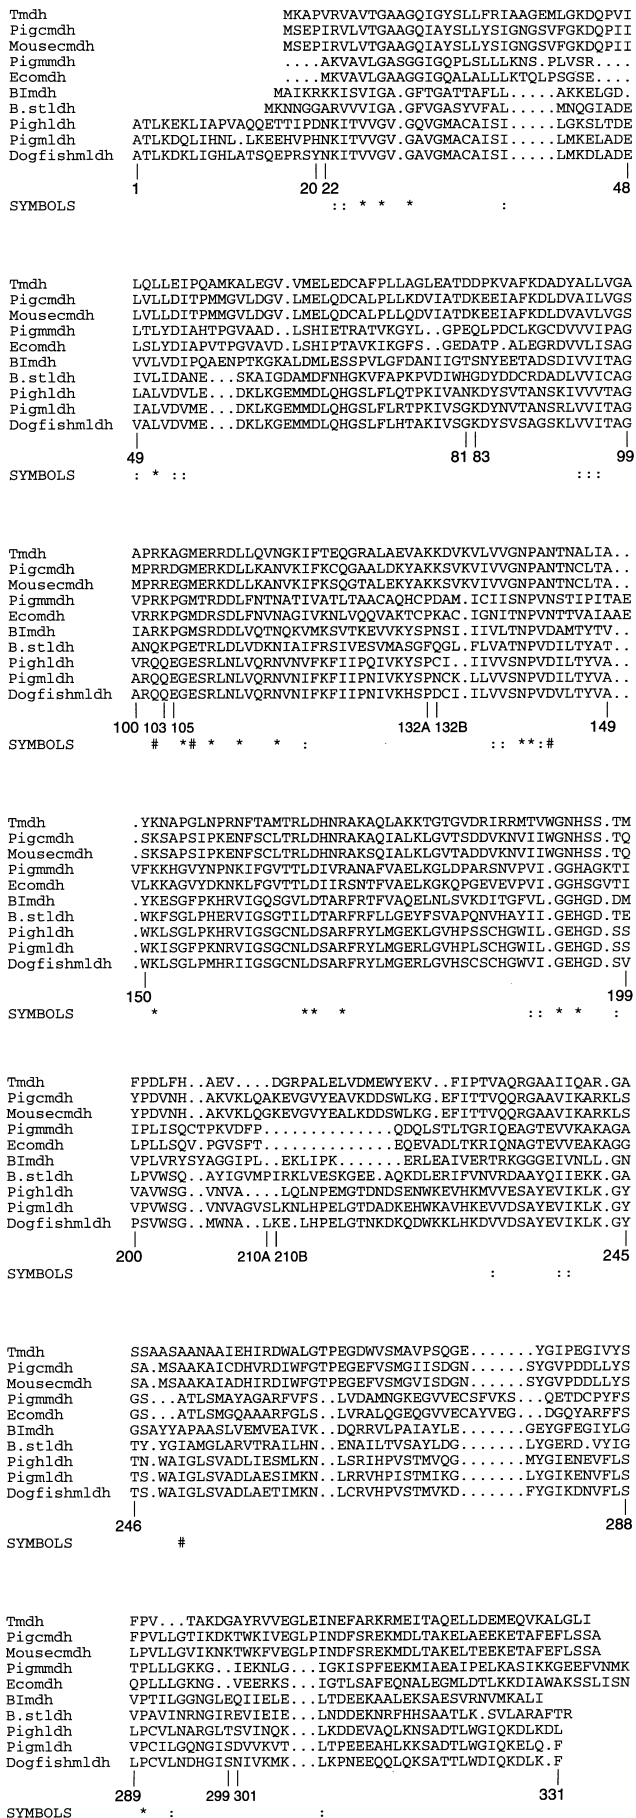 Tmdh MKAPVRVAVTGAAGQIGYSLLFRIAAGEMLGKDQPVI
Pigcmdh MSEPIRVLVTGAAGQIAYSLLYSIGNGSVFGKDQPII
Mousecmdh MSEPIRVLVTGAAGQIAYSLLYSIGNGSVFGKDQPII
Pigmmdh ....AKVAVLGASGGIGQPLSLLLKNS.PLVSR....
Ecomdh ....MKVAVLGAAGGIGQALALLLKTQLPSGSE....
BImdh MAIKRKKISVIGA.GFTGATTAFLL.....AKKELGD.
B.stldh MKNNGGARVVVIGA.GFVGASYVFAL.....MNQGIADE
Pighldh ATLKEKLIAPVAQQETTIPDNKITVVGV.GQVGMACAISI.....LGKSLTDE
Pigmldh ATLKDQLIHNL.LKEEHVPHNKITVVGV.GAVGMACAISI.....LMKELADE
Dogfishmldh ATLKDKLIGHLATSQEPRSYNKITVVGV.GAVGMACAISI.....LMKDLADE
1 20 22 48
SYMBOLS :: * * * :
Tmdh LQLLEIPQAMKALEGV.VMELEDCAFPLLAGLEATDDPKVAFKDADYALLVGA
Pigcmdh LVLLDITPMMGVLDGV.LMELQDCALPLLKDVIATDKEEIAFKDLDVAILVGS
Mousecmdh LVLLDITPMMGVLDGV.LMELQDCALPLLQDVIATDKEEIAFKDLDVAVLVGS
Pigmmdh LTLYDIAHTPGVAAD..LSHIETRATVKGYL..GPEQLPDCLKGCDVVVIPAG
Ecomdh LSLYDIAPVTPGVAVD.LSHIPTAVKIKGFS..GEDATP.ALEGRDVVLISAG
BImdh VVLVDIPQAENPTKGKALDMLESSPVLGFDANIIGTSNYEETADSDIVVITAG
B.stldh IVLIDANE...SKAIGDAMDFNHGKVFAPKPVDIWHGDYDDCRDADLVVICAG
Pighldh LALVDVLE...DKLKGEMMDLQHGSLFLQTPKIVANKDYSVTANSKIVVVTAG
Pigmldh IALVDVME...DKLKGEMMDLQHGSLFLRTPKIVSGKDYNVTANSRLVVITAG
Dogfishmldh VALVDVME...DKLKGEMMDLQHGSLFLHTAKIVSGKDYSVSAGSKLVVITAG
49 81 83 99
SYMBOLS : * :: :::
Tmdh APRKAGMERRDLLQVNGKIFTEQGRALAEVAKKDVKVLVVGNPANTNALIA..
Pigcmdh MPRRDGMERKDLLKANVKIFKCQGAALDKYAKKSVKVIVVGNPANTNCLTA..
Mousecmdh MPRREGMERKDLLKANVKIFKSQGTALEKYAKKSVKVIVVGNPANTNCLTA..
Pigmmdh VPRKPGMTRDDLFNTNATIVATLTAACAQHCPDAM.ICIISNPVNSTIPITAE
Ecomdh VRRKPGMDRSDLFNVNAGIVKNLVQQVAKTCPKAC.IGNITNPVNTTVAIAAE
BImdh IARKPGMSRDDLVQTNQKVMKSVTKEVVKYSPNSI.IIVLTNPVDAMTYTV..
B.stldh ANQKPGETRLDLVDKNIAIFRSIVESVMASGFQGL.FLVATNPVDILTYAT..
Pighldh VRQQEGESRLNLVQRNVNVFKFIIPQIVKYSPCI.IIVVSNPVDILTYVA..
Pigmldh ARQQEGESRLNLVQRNVNIFKFIIPNIVKYSPNCK.LLVVSNPVDILTYVA..
Dogfishmldh ARQQEGESRLNLVQRNVNIFKFIIPNIVKHSPDCI.ILVVSNPVDVLTYVA..
100 103 105 132A 132B 149
SYMBOLS # *# * * * : :: **:#
Tmdh .YKNAPGLNPRNFTAMTRLDHNRAKAQLAKKTGTGVDRIRRMTVWGNHSS.TM
Pigcmdh .SKSAPSIPKENFSCLTRLDHNRAKAQIALKLGVTSDDVKNVIIWGNHSS.TQ
Mousecmdh .SKSAPSIPKENFSCLTRLDHNRAKSQIALKLGVTADDVKNVIIWGNHSS.TQ
Pigmmdh VFKKHGVYNPNKIFGVTTLDIVRANAFVAELKGLDPARSNVPVI.GGHAGKTI
Ecomdh VLKKAGVYDKNKLFGVTTLDIIRSNTFVAELKGKQPGEVEVPVI.GGHSGVTI
BImdh .YKESGFPKHRVIGQSGVLDTARFRTFVAQELNLSVKDITGFVL.GGHGD.DM
B.stldh .WKFSGLPHERVIGSGTILDTARFRFLLGEYFSVAPQNVHAYII.GEHGD.TE
Pighldh .WKLSGLPKHRVIGSGCNLDSARFRYLMGEKLGVHPSSCHGWIL.GEHGD.SS
Pigmldh .WKISGLPKNRVIGSGCNLDSARFRYLMGERLGVHPLSCHGWIL.GEHGD.SS
Dogfishmldh .WKLSGLPMHRIIGSGCNLDSARFRYLMGERLGVHSCSCHGWVI.GEHGD.SV
150 199
SYMBOLS * ** * :: * * :
Tmdh FPDLFH..AEV....DGRPALELVDMEWYEKV..FIPTVAQRGAAIIQAR.GA
Pigcmdh YPDVNH..AKVKLQAKEVGVYEAVKDDSWLKG.EFITTVQQRGAAVIKARKLS
Mousecmdh YPDVNH..AKVKLQGKEVGVYEALKDDSWLKG.EFITTVQQRGAAVIKARKLS
Pigmmdh IPLISQCTPKVDFP..............QDQLSTLTGRIQEAGTEVVKAKAGA
Ecomdh LPLLSQV.PGVSFT..............EQEVADLTKRIQNAGTEVVEAKAGG
BImdh VPLVRYSYAGGIPL..EKLIPK.......ERLEAIVERTRKGGGEIVNLL.GN
B.stldh LPVWSQ..AYIGVMPIRKLVESKGEE.AQKDLERIFVNVRDAAYQIIEKK.GA
Pighldh VAVWSG..VNVA....LQLNPEMGTDNDSENWKEVHKMVVESAYEVIKLK.GY
Pigmldh VPVWSG..VNVAGVSLKNLHPELGTDADKEHWKAVHKEVVDSAYEVIKLK.GY
Dogfishmldh PSVWSG..MWNA..LKE.LHPELGTNKDKQDWKKLHKDVVDSAYEVIKLK.GY
200 210A 210B 245
SYMBOLS : ::
Tmdh SSAASAANAAIEHIRDWALGTPEGDWVSMAVPSQGE.......YGIPEGIVYS
Pigcmdh SA.MSAAKAICDHVRDIWFGTPEGEFVSMGIISDGN......SYGVPDDLLYS
Mousecmdh SA.MSAAKAIADHIRDIWFGTPEGEFVSMGVISDGN......SYGVPDDLLYS
Pigmmdh GS...ATLSMAYAGARFVFS..LVDAMNGKEGVVECSFVKS...QETDCPYFS
Ecomdh GS...ATLSMGQAAARFGLS..LVRALQGEQGVVECAYVEG...DGQYARFFS
BImdh GSAYYAPAASLVEMVEAIVK..DQRRVLPAIAYLE.......GEYGFEGIYLG
B.stldh TY.YGIAMGLARVTRAILHN..ENAILTVSAYLDG.......LYGERD.VYIG
Pighldh TN.WAIGLSVADLIESMLKN..LSRIHPVSTMVQG.......MYGIENEVFLS
Pigmldh TS.WAIGLSVADLAESIMKN..LRRVHPISTMIKG.......LYGIKENVFLS
Dogfishmldh TS.WAIGLSVADLAETIMKN..LCRVHPVSTMVKD.......FYGIKDNVFLS
246 288
SYMBOLS #
Tmdh FPV...TAKDGAYRVVEGLEINEFARKRMEITAQELLDEMEQVKALGLI
Pigcmdh FPVLLGTIKDKTWKIVEGLPINDFSREKMDLTAKELAEEKETAFEFLSSA
Mousecmdh LPVLLGVIKNKTWKFVEGLPINDFSREKMDLTAKELTEEKETAFEFLSSA
Pigmmdh TPLLLGKKG..IEKNLG...IGKISPFEEKMIAEAIPELKASIKKGEEFVNMK
Ecomdh QPLLLGKNG..VEERKS...IGTLSAFEQNALEGMLDTLKKDIAWAKSSLISN
BImdh VPTILGGNGLEQIIELE...LTDEEKAALEKSAESVRNVMKALI
B.stldh VPAVINRNGIREVIEIE...LNDDEKNRFHHSAATLK.SVLARAFTR
Pighldh LPCVLNARGLTSVINQK...LKDDEVAQLKNSADTLWGIQKDLKDL
Pigmldh VPCILGQNGISDVVKVT...LTPEEEAHLKKSADTLWGIQKELQ.F
Dogfishmldh LPCVLNDHGISNIVKMK...LKPNEEQQLQKSATTLWDIQKDLK.F
289 299 301 331
SYMBOLS * : :